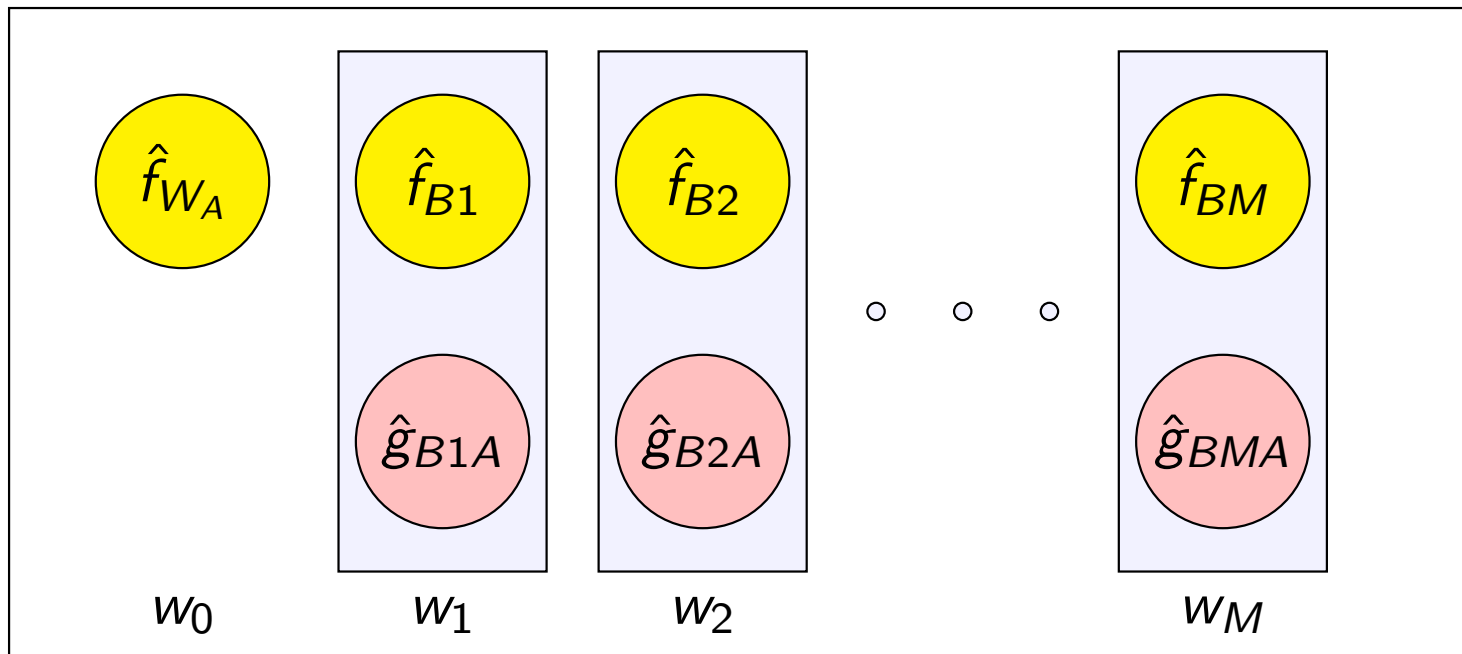 f̂_{W_A} f̂_{B1} f̂_{B2} f̂_{BM}
ĝ_{B1A} ĝ_{B2A} ĝ_{BMA}
w_0 w_1 w_2 w_M